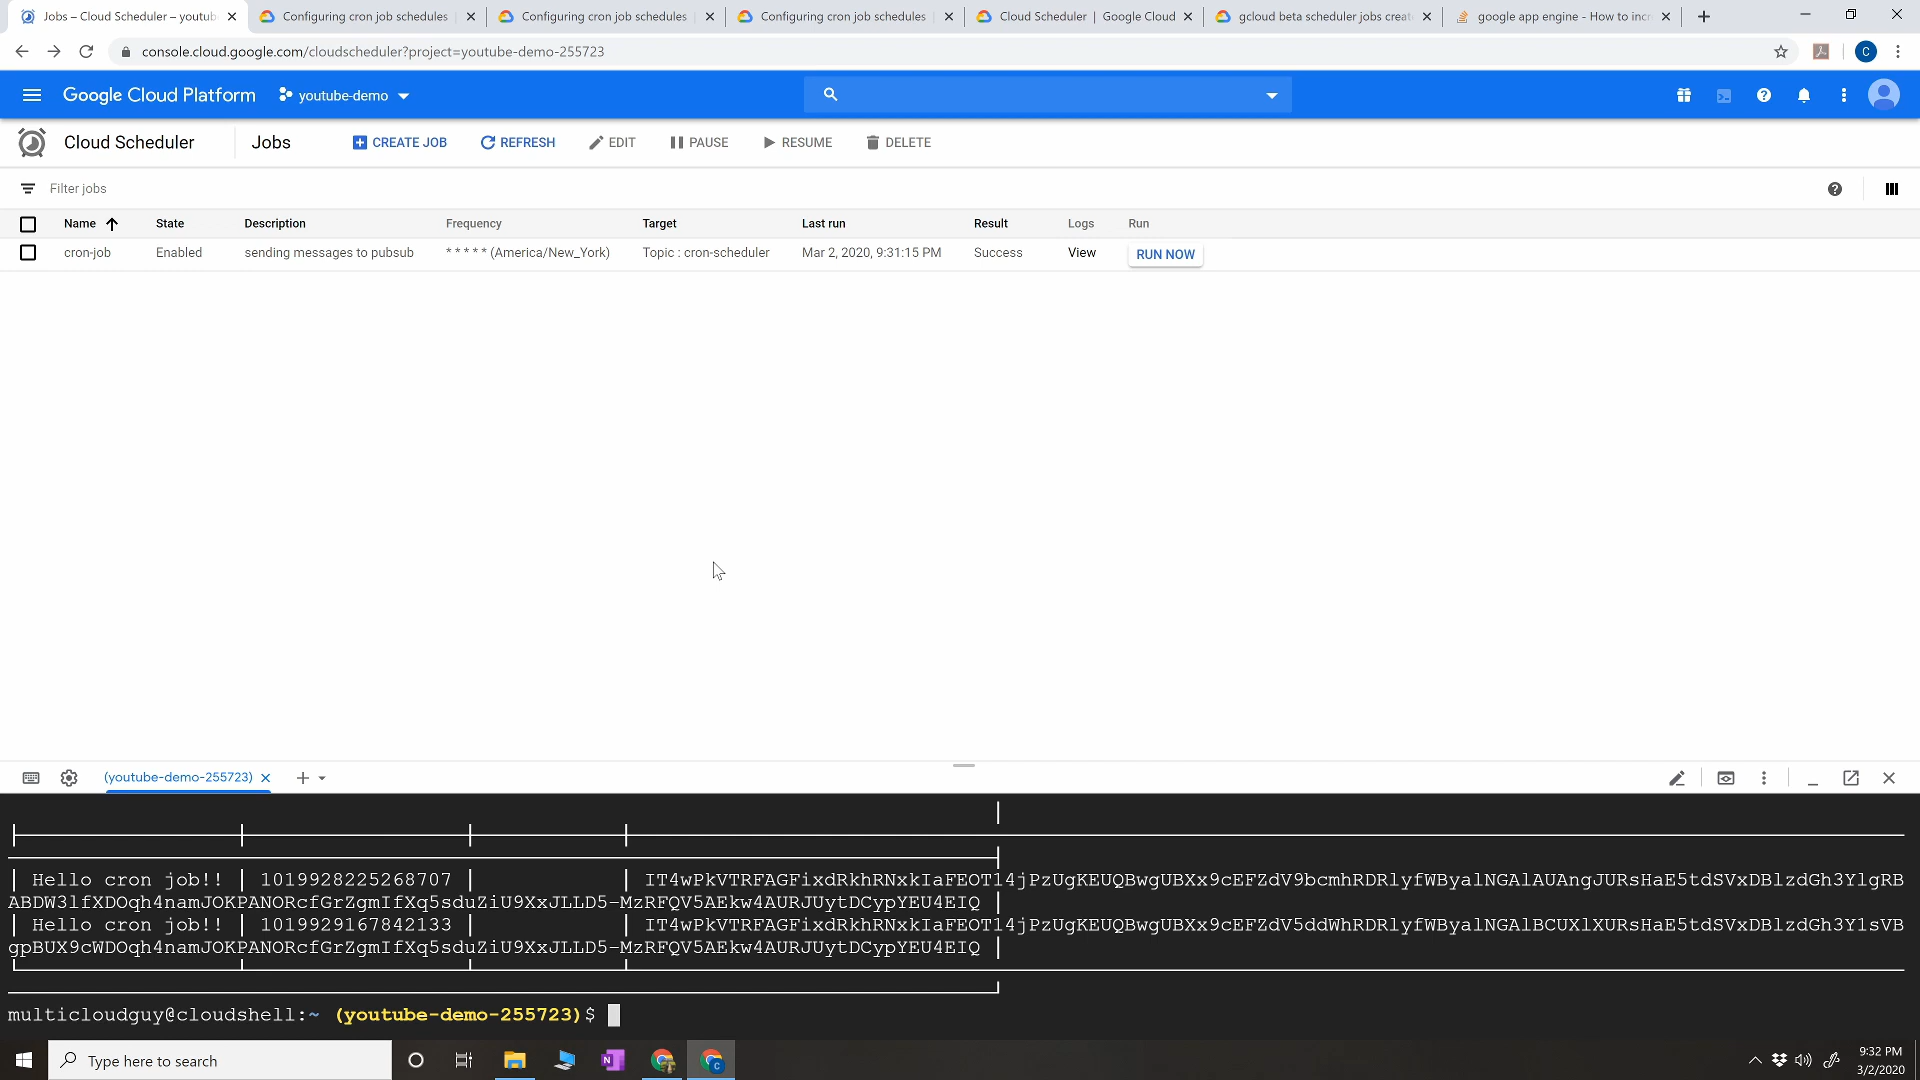 Jobs – Cloud Scheduler – youtub
Configuring cron job schedules
Configuring cron job schedules
Configuring cron job schedules
Cloud Scheduler | Google Cloud
gcloud beta scheduler jobs creat
google app engine - How to incr
console.cloud.google.com/cloudscheduler?project=youtube-demo-255723
C
Google Cloud Platform
youtube-demo
Cloud Scheduler
Jobs
CREATE JOB
REFRESH
EDIT
PAUSE
RESUME
DELETE
Filter jobs
Name State Description Frequency Target Last run Result Logs Run
cron-job Enabled sending messages to pubsub * * * * * (America/New_York) Topic : cron-scheduler Mar 2, 2020, 9:31:15 PM Success View RUN NOW
(youtube-demo-255723)
| Hello cron job!! | 1019928225268707 | | IT4wPkVTRFAGFixdRkhRNxkIaFEOT14jPzUgKEUQBwgUBXx9cEFZdV9bcmhRDRlyfWByalNGAlAUAngJURsHaE5tdSVxDBlzdGh3YlgRB
ABDW3lfXDOqh4namJOKPANORcfGrZgmIfXq5sduZiU9XxJLLD5-MzRFQV5AEkw4AURJUytDCypYEU4EIQ |
| Hello cron job!! | 1019929167842133 | | IT4wPkVTRFAGFixdRkhRNxkIaFEOT14jPzUgKEUQBwgUBXx9cEFZdV5ddWhRDRlyfWByalNGAlBCUXlXURsHaE5tdSVxDBlzdGh3Y1sVB
gpBUX9cWDOqh4namJOKPANORcfGrZgmIfXq5sduZiU9XxJLLD5-MzRFQV5AEkw4AURJUytDCypYEU4EIQ |
multicloudguy@cloudshell:~ (youtube-demo-255723)$
Type here to search
9:32 PM
3/2/2020